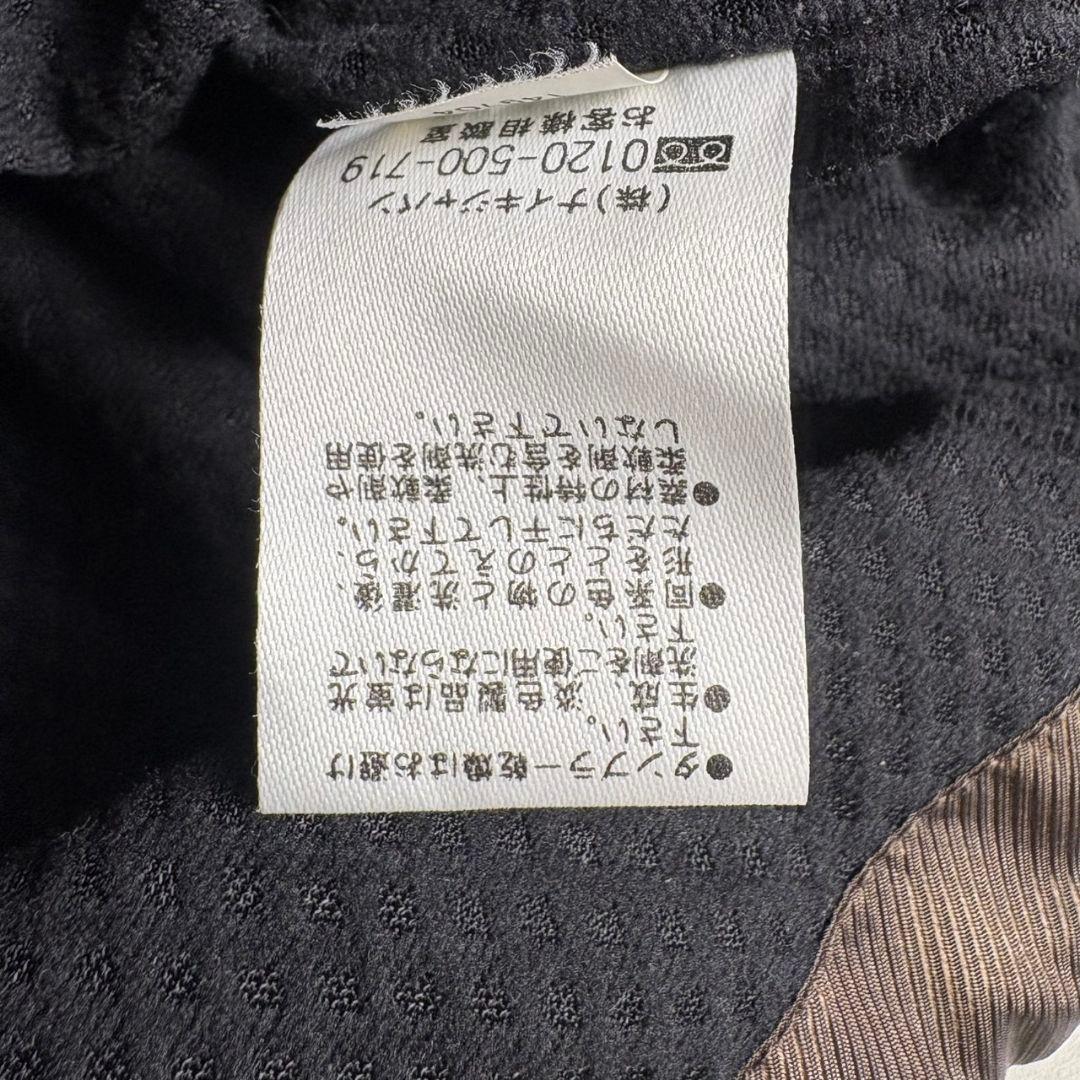 ●タンブラー乾燥はお避け
下さい。
●生成、淡色製品は蛍光
洗剤をご使用にならないで
下さい。
●同系色の物と洗濯後、
形をととのえてから、
ただちに干して下さい。
●素材の特性上、柔軟剤や
柔軟剤を含む洗剤を使用
しないで下さい。
(株)ナイキジャパン
0120-500-719
お客様相談室